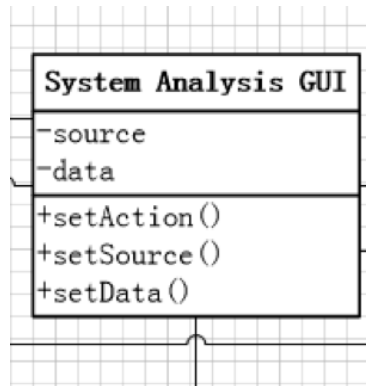 System Analysis GUI
-source
-data
+setAction()
+setSource()
+setData()